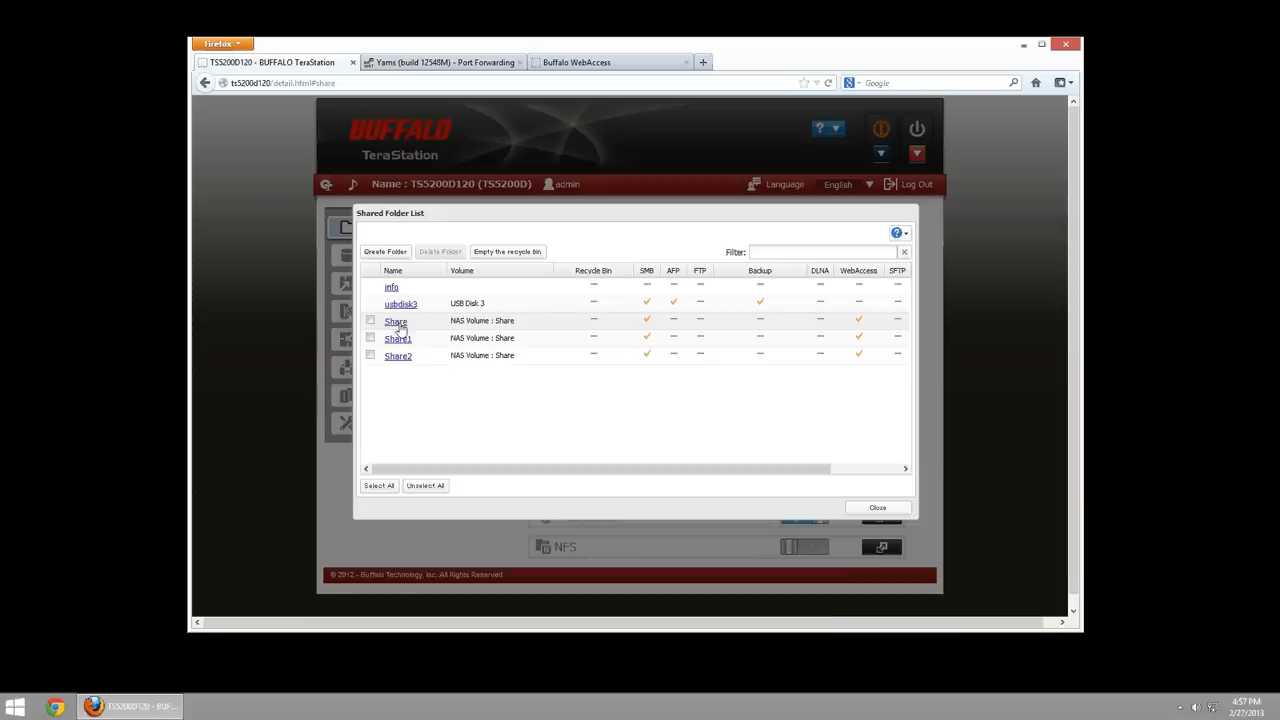 Firefox
TS5200D120 - BUFFALO TeraStation
Yarns (build 12548M) - Port Forwarding
Buffalo WebAccess
ts5200d120/detail.html#share
Google
BUFFALO
TeraStation
?
Name : TS5200D120 (TS5200D)
admin
Language
English
Log Out
Shared Folder List
?
Create Folder
Delete Folder
Empty the recycle bin
Filter:
Name Volume Recycle Bin SMB AFP FTP Backup DLNA WebAccess SFTP
info
usbdisk3 USB Disk 3
Share NAS Volume : Share
Share1 NAS Volume : Share
Share2 NAS Volume : Share
Select All
Unselect All
Close
NFS
© 2012 - Buffalo Technology, Inc. All Rights Reserved
TS5200D120 - BUF...
4:57 PM
2/27/2013